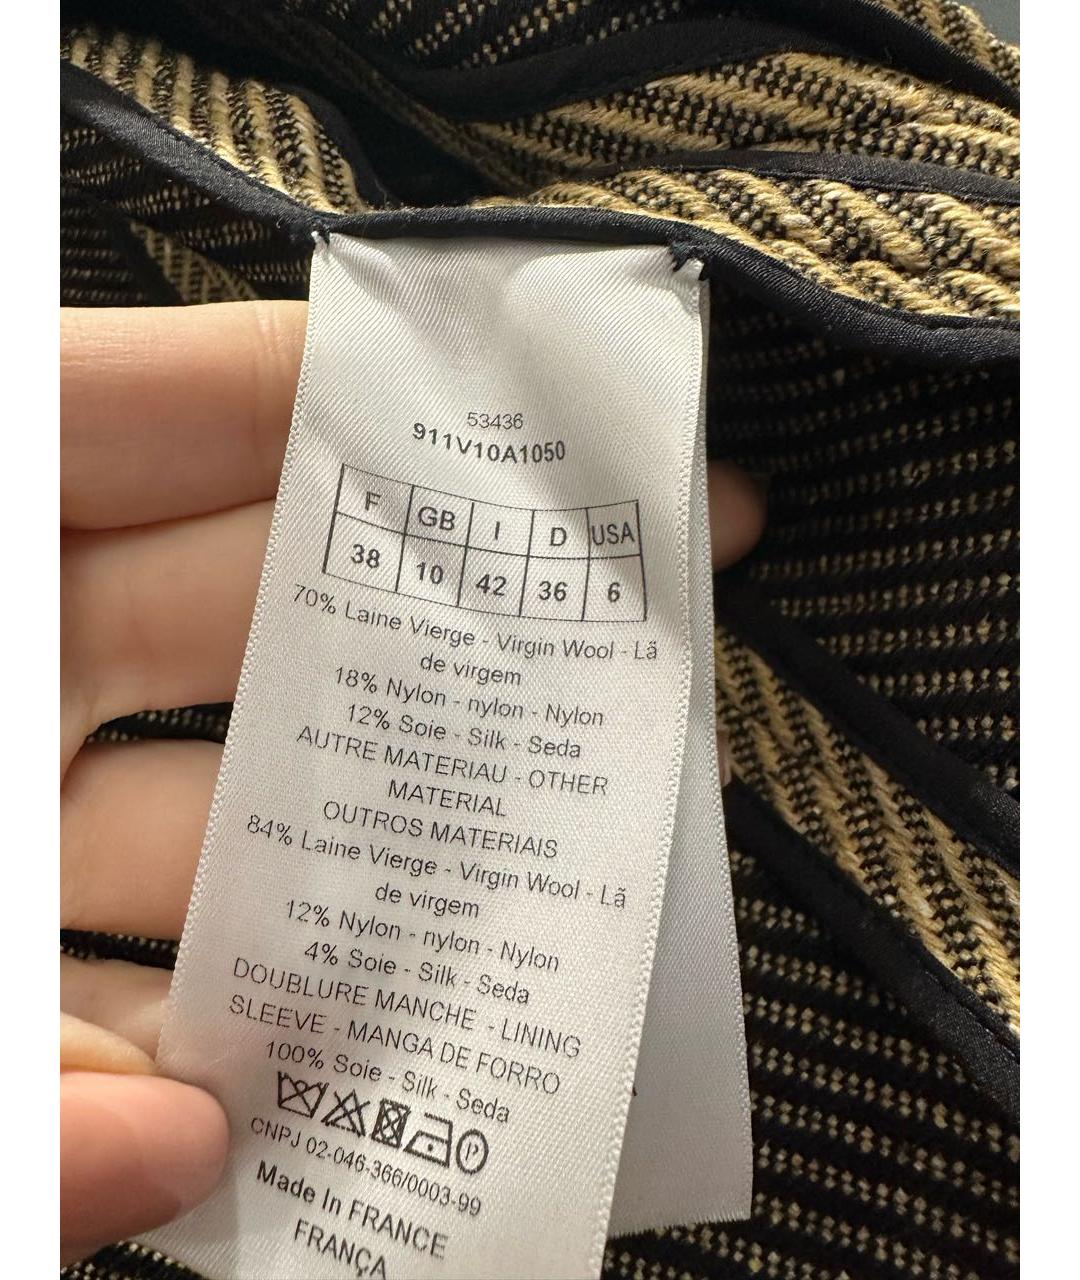 53436
911V10A1050
F GB I D USA
38 10 42 36 6
70% Laine Vierge - Virgin Wool - Lã
de virgem
18% Nylon - nylon - Nylon
12% Soie - Silk - Seda
AUTRE MATERIAU - OTHER
MATERIAL
OUTROS MATERIAIS
84% Laine Vierge - Virgin Wool - Lã
de virgem
12% Nylon - nylon - Nylon
4% Soie - Silk - Seda
DOUBLURE MANCHE - LINING
SLEEVE - MANGA DE FORRO
100% Soie - Silk - Seda
P
CNPJ 02-046-366/0003-99
Made In FRANCE
FRANÇA